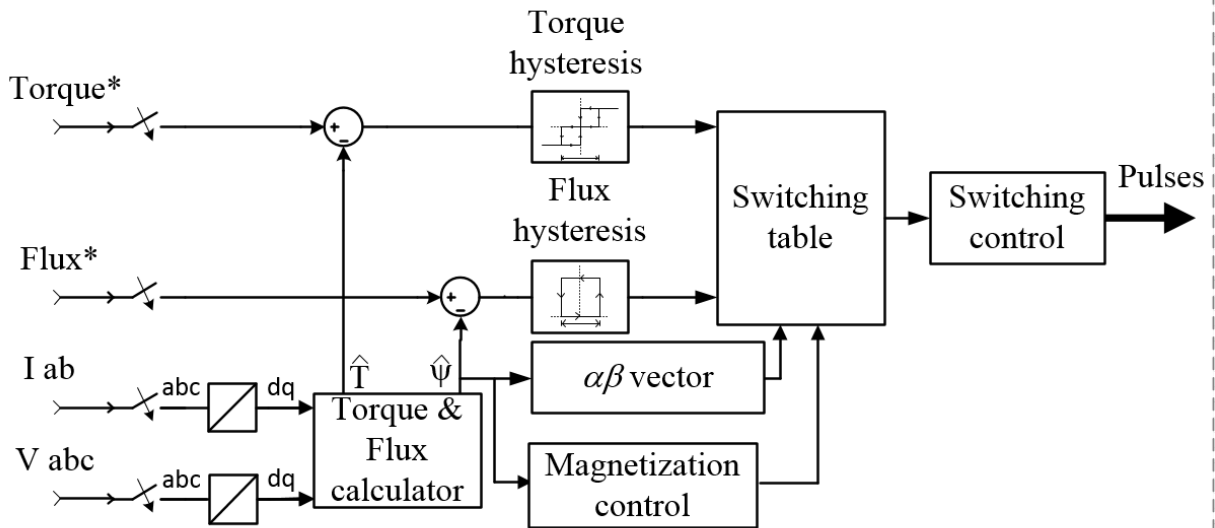 Torque*
Torque
hysteresis
+
-
Flux*
Flux
hysteresis
+
-
Switching
table
Switching
control
Pulses
I ab
abc
dq
T̂
ψ̂
αβ vector
V abc
abc
dq
Torque &
Flux
calculator
Magnetization
control